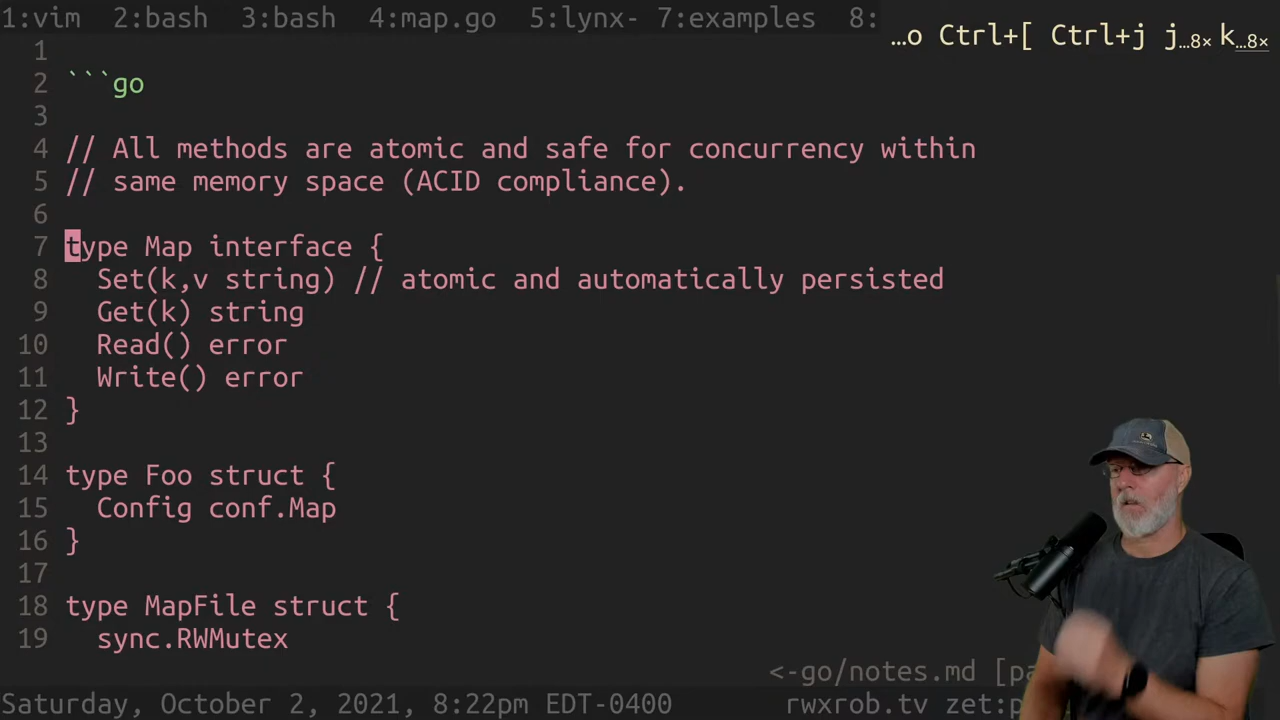 1:vim 2:bash 3:bash 4:map.go 5:lynx- 7:examples 8:
…o Ctrl+[ Ctrl+j j…8× k…8×
1
2 ```go
3
4 // All methods are atomic and safe for concurrency within
5 // same memory space (ACID compliance).
6
7 type Map interface {
8 Set(k,v string) // atomic and automatically persisted
9 Get(k) string
10 Read() error
11 Write() error
12 }
13
14 type Foo struct {
15 Config conf.Map
16 }
17
18 type MapFile struct {
19 sync.RWMutex
<-go/notes.md [pa
Saturday, October 2, 2021, 8:22pm EDT-0400 rwxrob.tv zet:p